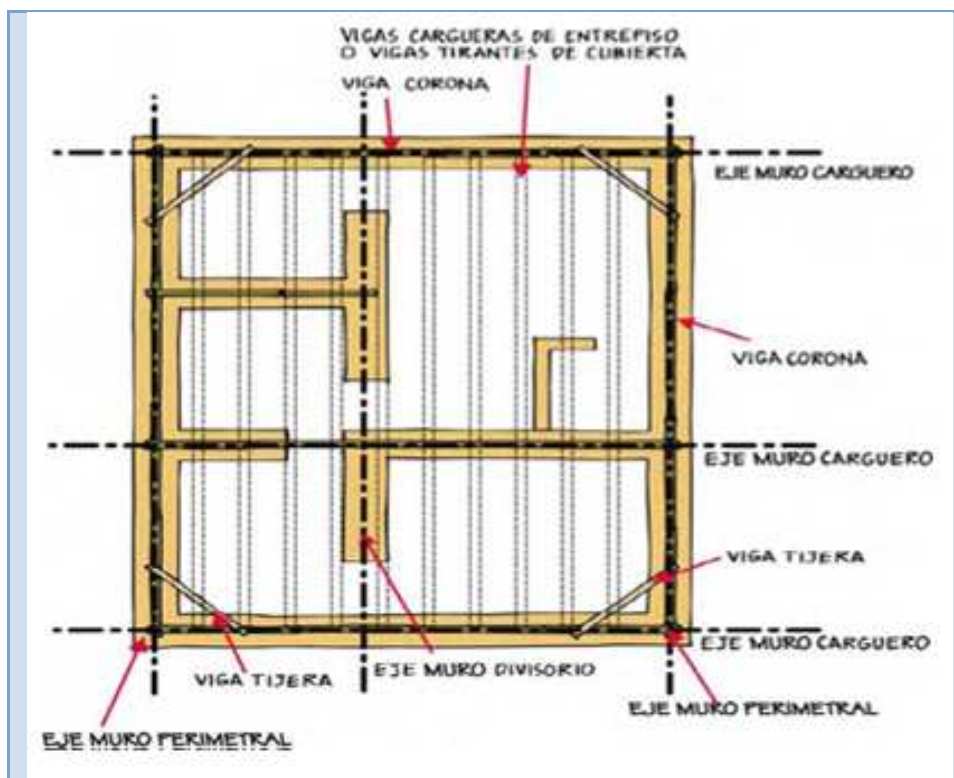 VIGAS CARGUERAS DE ENTREPISO
O VIGAS TIRANTES DE CUBIERTA
VIGA CORONA
EJE MURO CARGUERO
VIGA CORONA
EJE MURO CARGUERO
VIGA TIJERA
EJE MURO CARGUERO
EJE MURO DIVISORIO
VIGA TIJERA
EJE MURO PERIMETRAL
EJE MURO PERIMETRAL